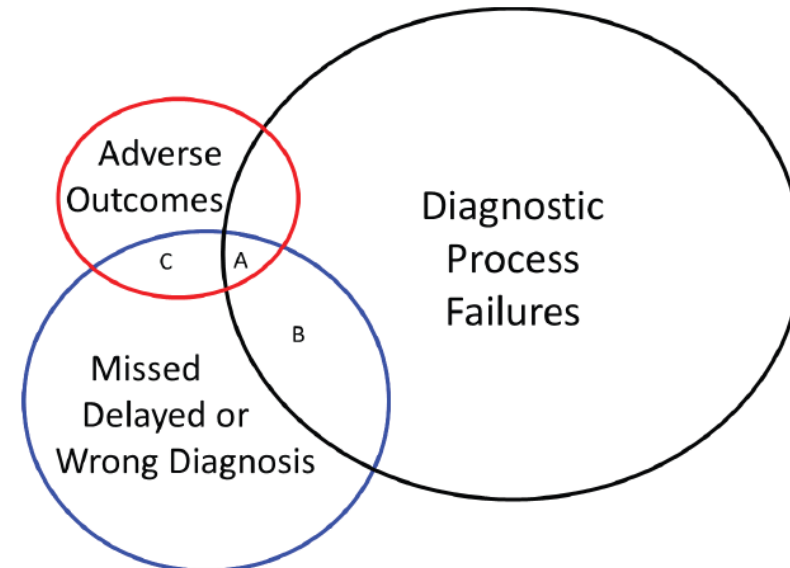 Adverse
Outcomes
Diagnostic
Process
Failures
C
A
B
Missed
Delayed or
Wrong Diagnosis